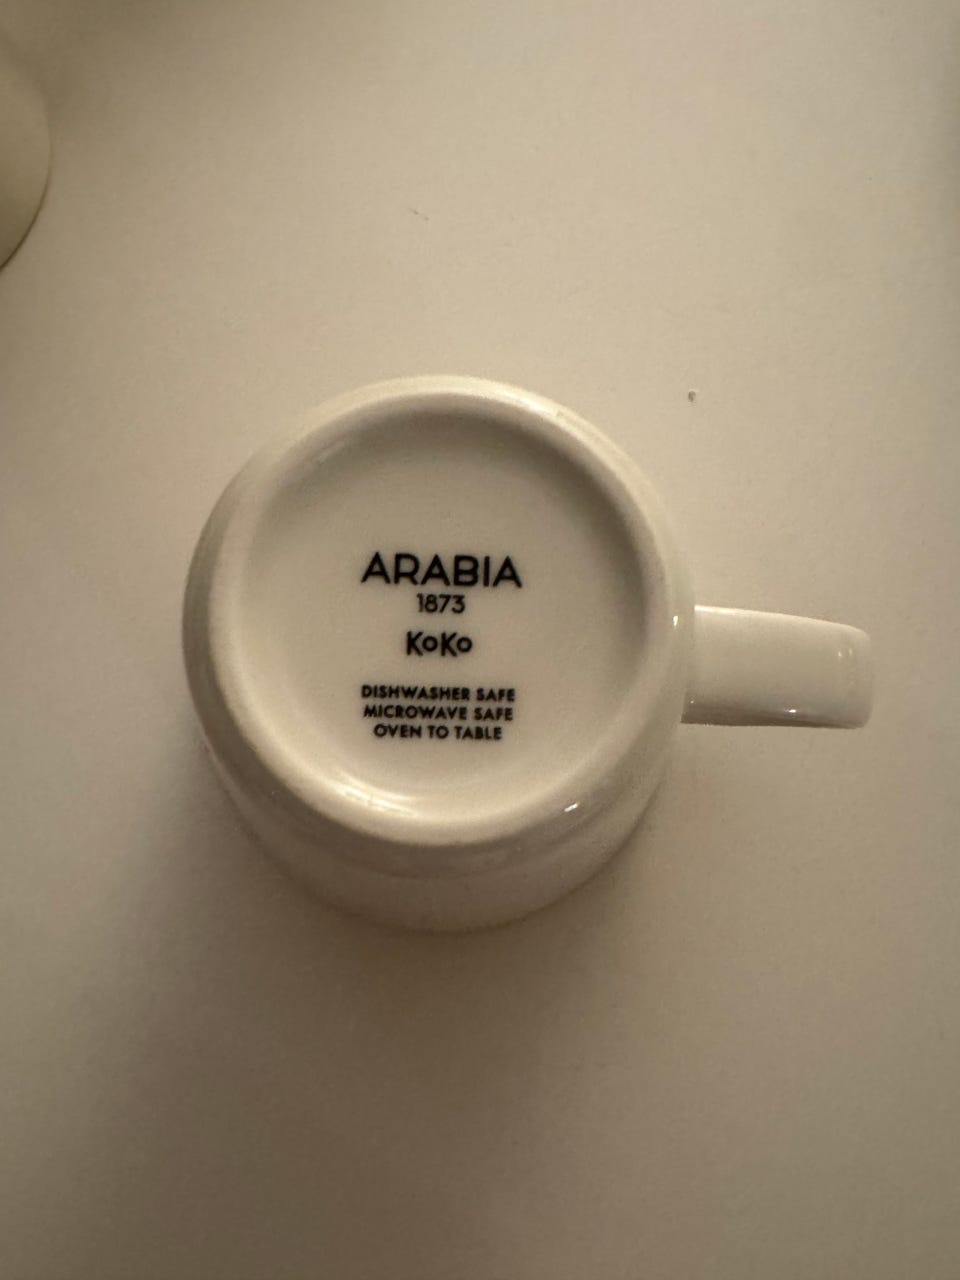 ARABIA
1873
KoKo
DISHWASHER SAFE
MICROWAVE SAFE
OVEN TO TABLE